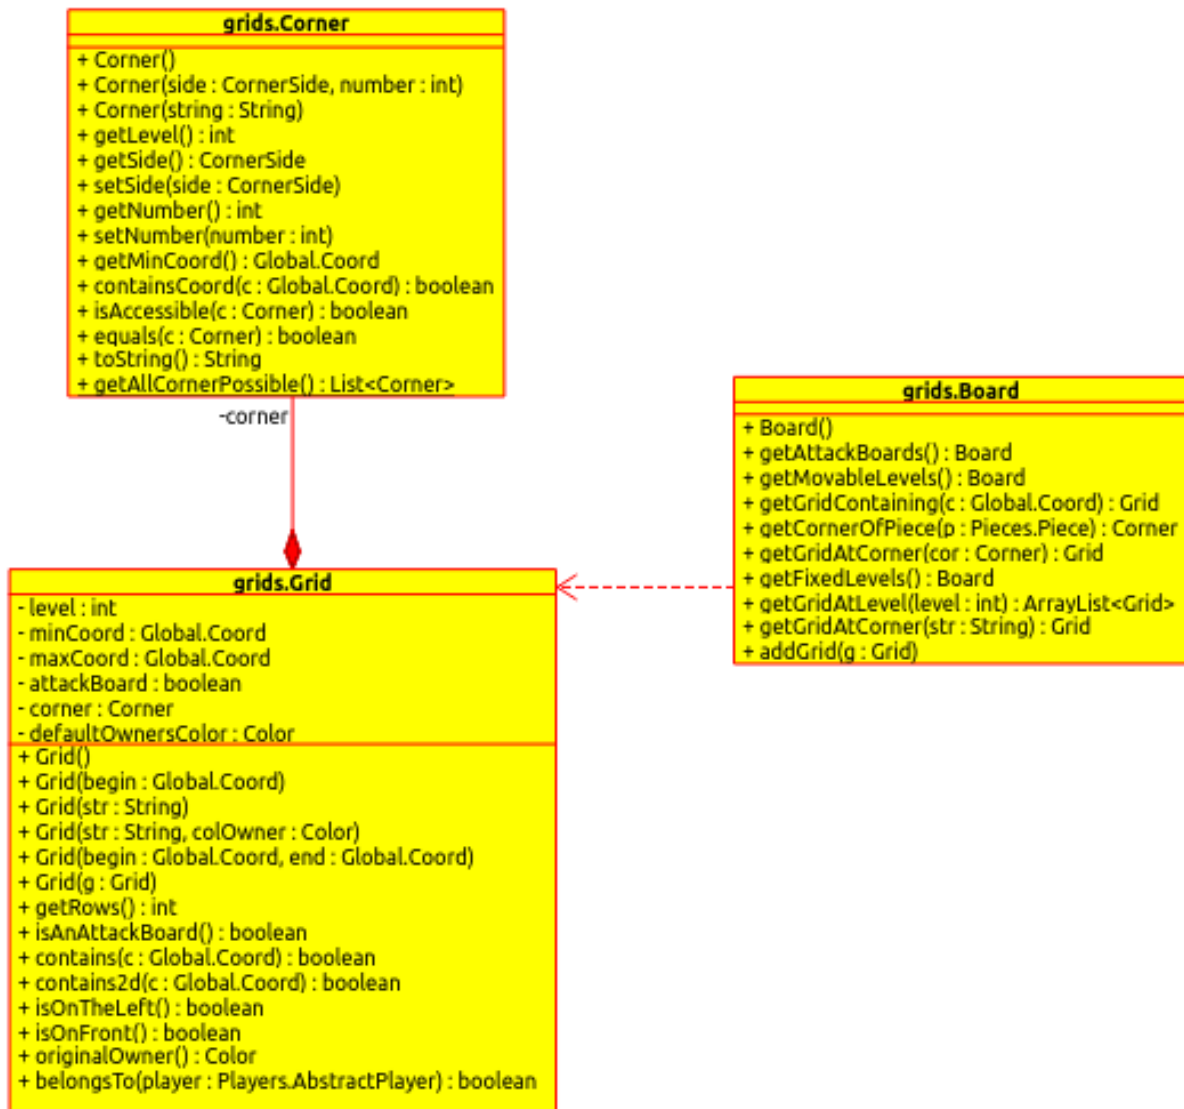 grids.Corner
+ Corner()
+ Corner(side : CornerSide, number : int)
+ Corner(string : String)
+ getLevel() : int
+ getSide() : CornerSide
+ setSide(side : CornerSide)
+ getNumber() : int
+ setNumber(number : int)
+ getMinCoord() : Global.Coord
+ containsCoord(c : Global.Coord) : boolean
+ isAccessible(c : Corner) : boolean
+ equals(c : Corner) : boolean
+ toString() : String
+ getAllCornerPossible() : List<Corner>
-corner
grids.Board
+ Board()
+ getAttackBoards() : Board
+ getMovableLevels() : Board
+ getGridContaining(c : Global.Coord) : Grid
+ getCornerOfPiece(p : Pieces.Piece) : Corner
+ getGridAtCorner(cor : Corner) : Grid
+ getFixedLevels() : Board
+ getGridAtLevel(level : int) : ArrayList<Grid>
+ getGridAtCorner(str : String) : Grid
+ addGrid(g : Grid)
grids.Grid
- level : int
- minCoord : Global.Coord
- maxCoord : Global.Coord
- attackBoard : boolean
- corner : Corner
- defaultOwnersColor : Color
+ Grid()
+ Grid(begin : Global.Coord)
+ Grid(str : String)
+ Grid(str : String, colOwner : Color)
+ Grid(begin : Global.Coord, end : Global.Coord)
+ Grid(g : Grid)
+ getRows() : int
+ isAnAttackBoard() : boolean
+ contains(c : Global.Coord) : boolean
+ contains2d(c : Global.Coord) : boolean
+ isOnTheLeft() : boolean
+ isOnFront() : boolean
+ originalOwner() : Color
+ belongsTo(player : Players.AbstractPlayer) : boolean